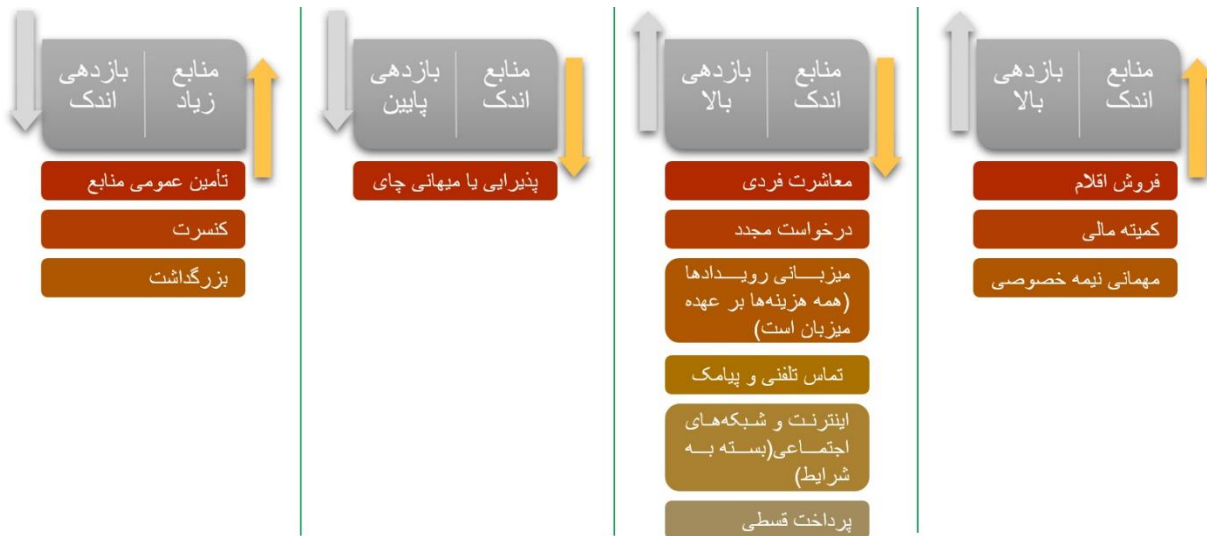 منابع
اندک
بازدهی
بالا
فروش اقلام
کمیته مالی
مهمانی نیمه خصوصی
منابع
اندک
بازدهی
بالا
معاشرت فردی
درخواست مجدد
میزبانی رویدادها
(همه هزینه‌ها بر عهده
میزبان است)
تماس تلفنی و پیامک
اینترنت و شبکه‌های
اجتماعی(بسته به
شرایط)
پرداخت قسطی
منابع
اندک
بازدهی
پایین
پذیرایی یا میهانی چای
منابع
زیاد
بازدهی
اندک
تأمین عمومی منابع
کنسرت
بزرگداشت